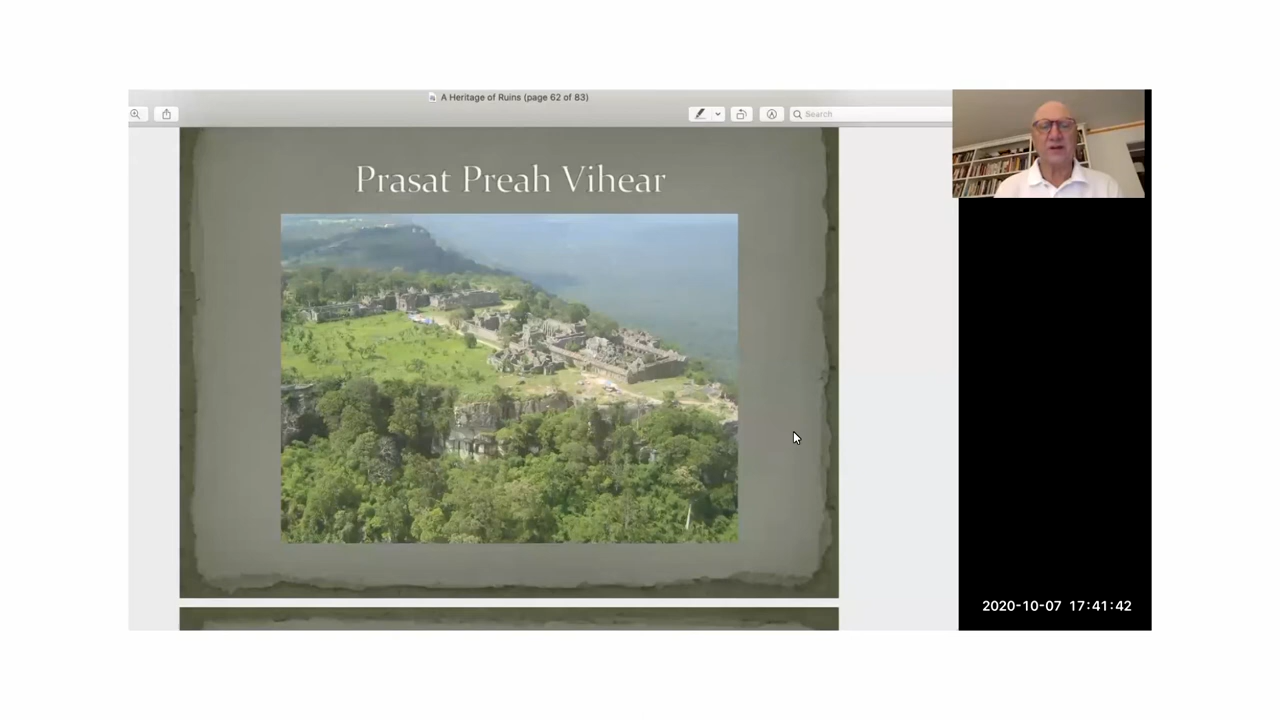 A Heritage of Ruins (page 62 of 83)
Search
Prasat Preah Vihear
2020-10-07 17:41:42